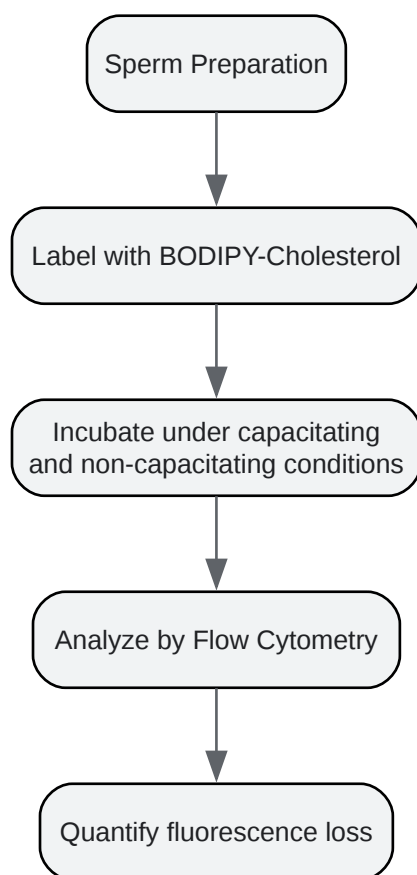 Sperm Preparation
Label with BODIPY-Cholesterol
Incubate under capacitating
and non-capacitating conditions
Analyze by Flow Cytometry
Quantify fluorescence loss